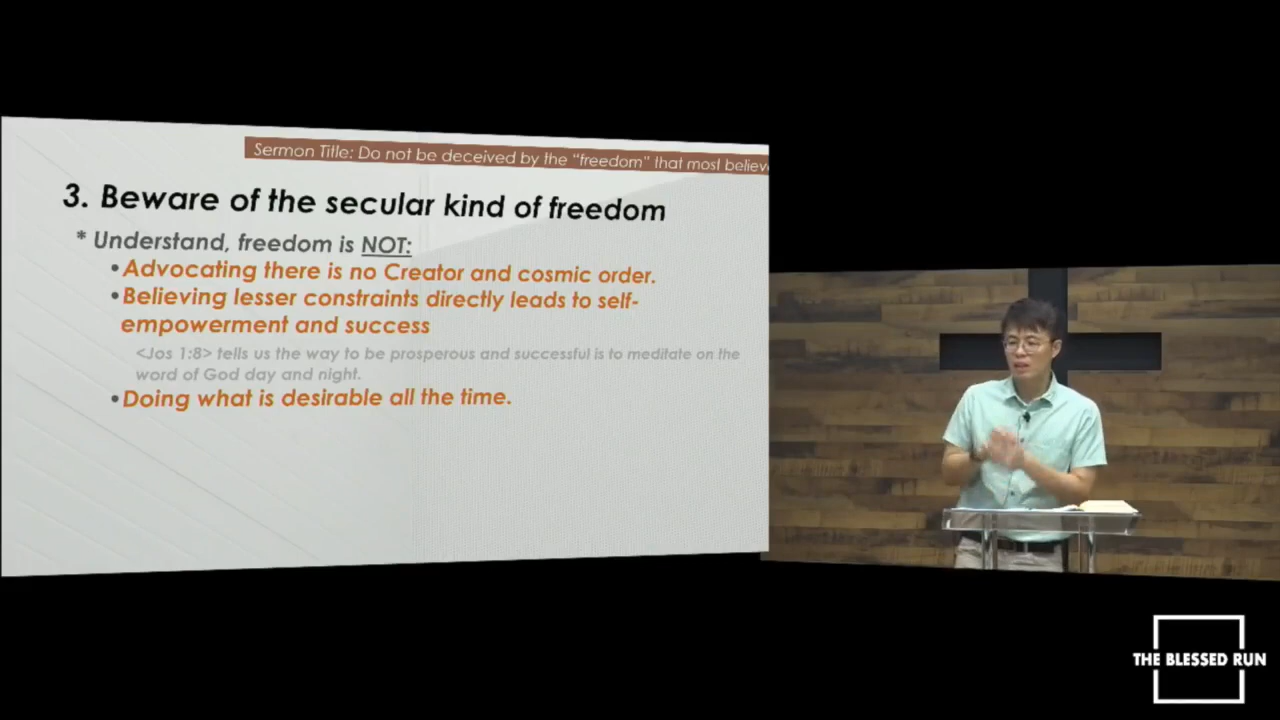 Sermon Title: Do not be deceived by the "freedom" that most
3. Beware of the secular kind of freedom
* Understand, freedom is NOT:
•Advocating there is no Creator and cosmic order.
•Believing lesser constraints directly leads to self-
empowerment and success
<Jos 1:8> tells us the way to be prosperous and successful is to meditate on the
word of God day and night.
•Doing what is desirable all the time.
THE BLESSED RUN